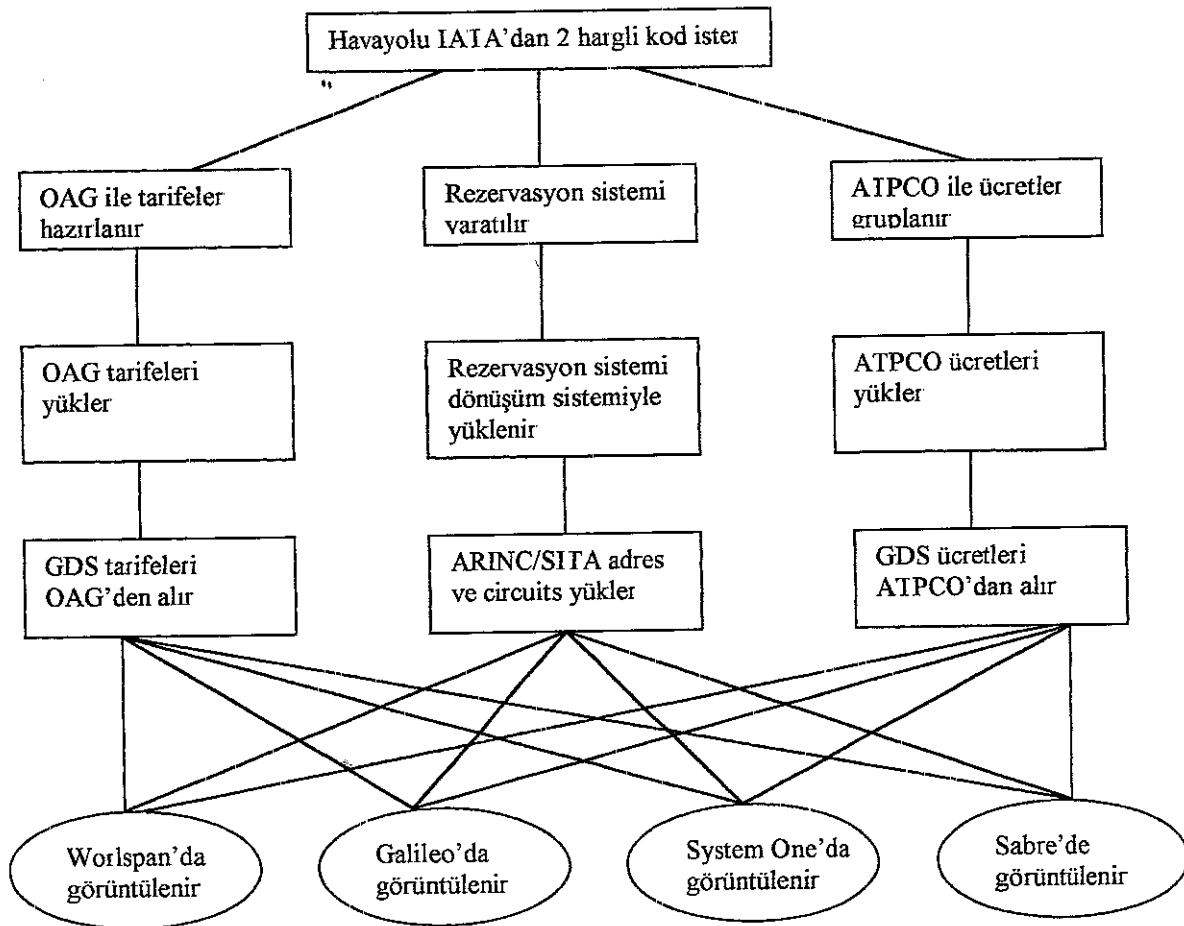 Havayolu IATA'dan 2 hargli kod ister
OAG ile tarifeler
hazırlanır
Rezervasyon sistemi
yaratılır
ATPCO ile ücretler
gruplanır
OAG tarifeleri
yükler
Rezervasyon sistemi
dönüşüm sistemiyle
yüklenir
ATPCO ücretleri
yükler
GDS tarifeleri
OAG'den alır
ARINC/SITA adres
ve circuits yükler
GDS ücretleri
ATPCO'dan alır
Worlspan'da
görüntülenir
Galileo'da
görüntülenir
System One'da
görüntülenir
Sabre'de
görüntülenir